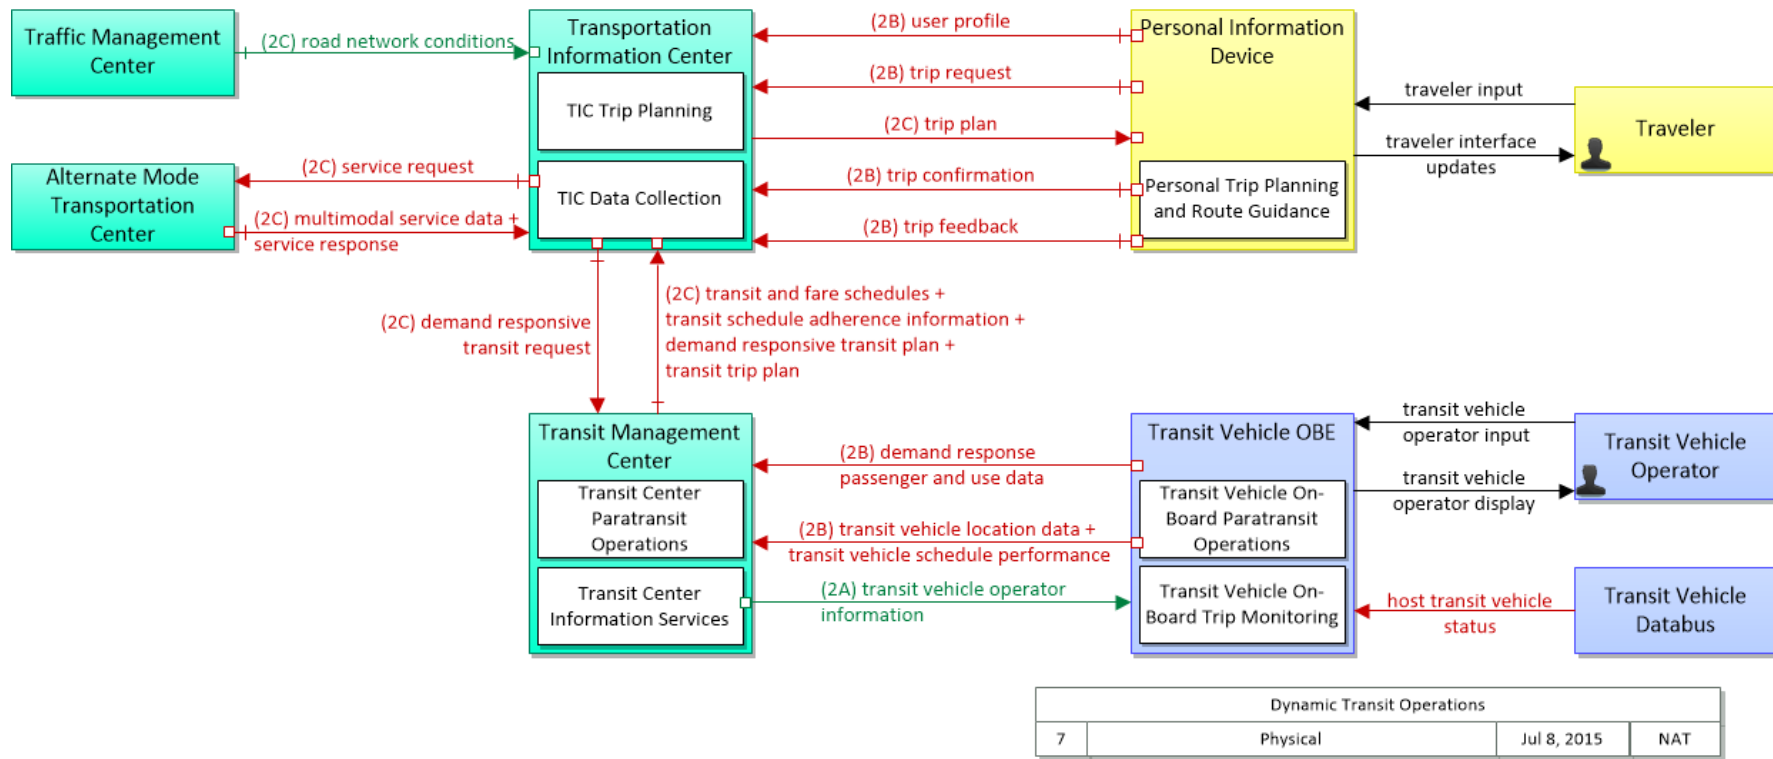 Traffic Management
Center
(2C) road network conditions
Transportation
Information Center
TIC Trip Planning
TIC Data Collection
(2B) user profile
(2B) trip request
(2C) trip plan
(2B) trip confirmation
(2B) trip feedback
Personal Information
Device
Personal Trip Planning
and Route Guidance
traveler input
traveler interface
updates
Traveler
Alternate Mode
Transportation
Center
(2C) service request
(2C) multimodal service data +
service response
(2C) demand responsive
transit request
(2C) transit and fare schedules +
transit schedule adherence information +
demand responsive transit plan +
transit trip plan
Transit Management
Center
Transit Center
Paratransit
Operations
Transit Center
Information Services
(2B) demand response
passenger and use data
(2B) transit vehicle location data +
transit vehicle schedule performance
(2A) transit vehicle operator
information
Transit Vehicle OBE
Transit Vehicle On-
Board Paratransit
Operations
Transit Vehicle On-
Board Trip Monitoring
transit vehicle
operator input
transit vehicle
operator display
host transit vehicle
status
Transit Vehicle
Operator
Transit Vehicle
Databus
Dynamic Transit Operations
7 Physical Jul 8, 2015 NAT